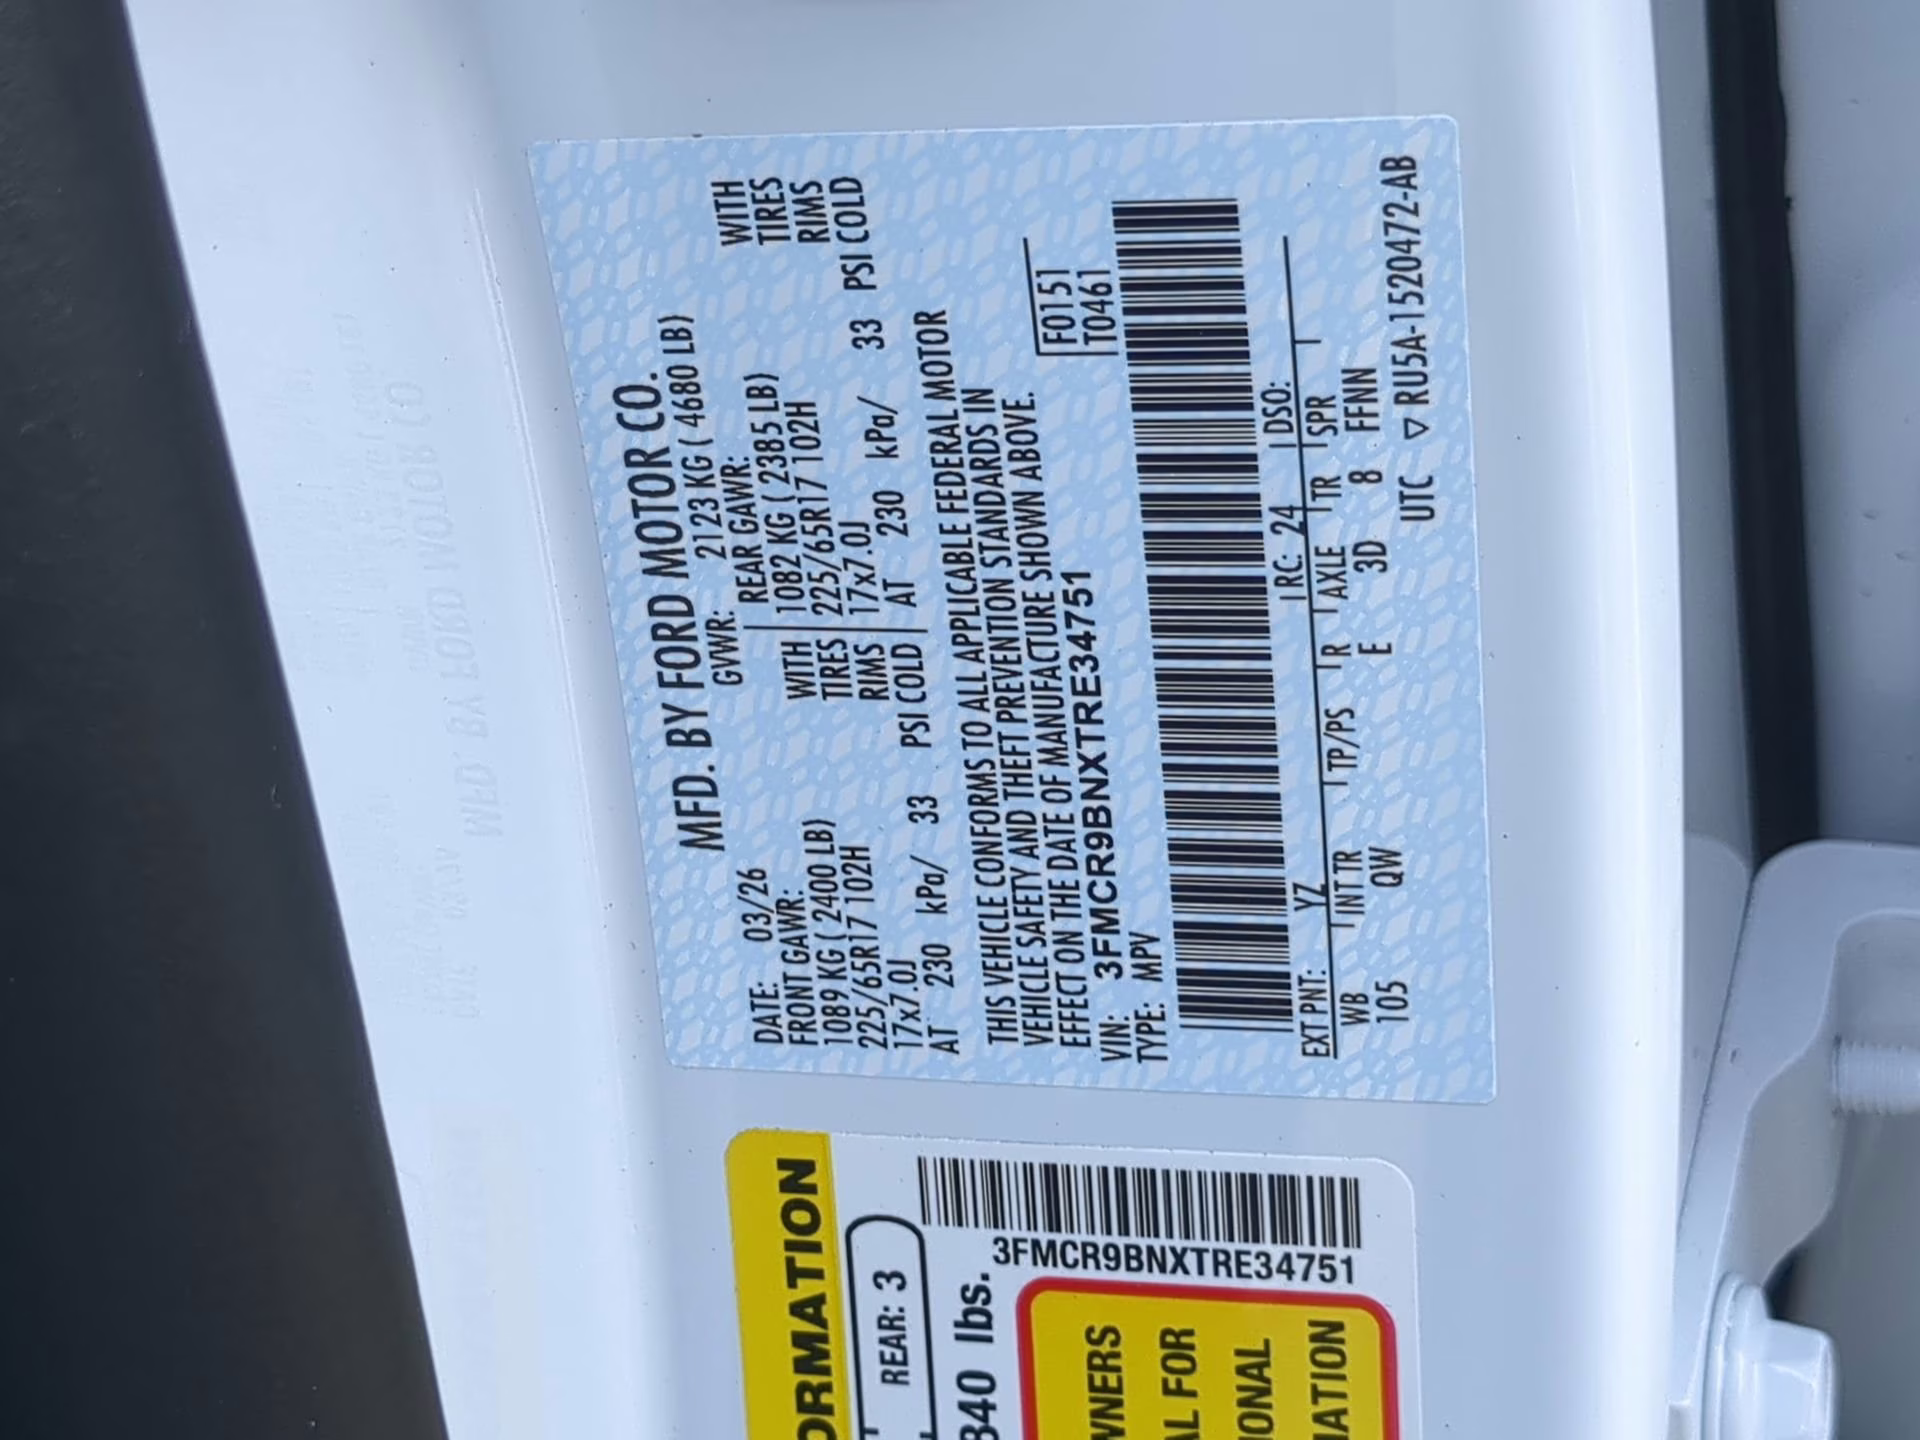 MFD. BY FORD MOTOR CO.
DATE: 03/26 GVWR: 2123 KG ( 4680 LB)
FRONT GAWR: REAR GAWR:
1089 KG ( 2400 LB) WITH 1082 KG ( 2385 LB) WITH
225/65R17 102H TIRES 225/65R17 102H TIRES
17x7.0J RIMS 17x7.0J RIMS
AT 230 kPa/ 33 PSI COLD AT 230 kPa/ 33 PSI COLD
THIS VEHICLE CONFORMS TO ALL APPLICABLE FEDERAL MOTOR
VEHICLE SAFETY AND THEFT PREVENTION STANDARDS IN
EFFECT ON THE DATE OF MANUFACTURE SHOWN ABOVE.
VIN: 3FMCR9BNXTRE34751
TYPE: MPV
F0151
T0461
EXT PNT: YZ RC: 24 DSO:
WB INT TR TP/PS R AXLE TR SPR
105 QW E 3D 8 FFNN
UTC ▽ RU5A-1520472-AB
ORMATION
REAR: 3
840 lbs.
3FMCR9BNXTRE34751
WNERS
AL FOR
IONAL
MATION